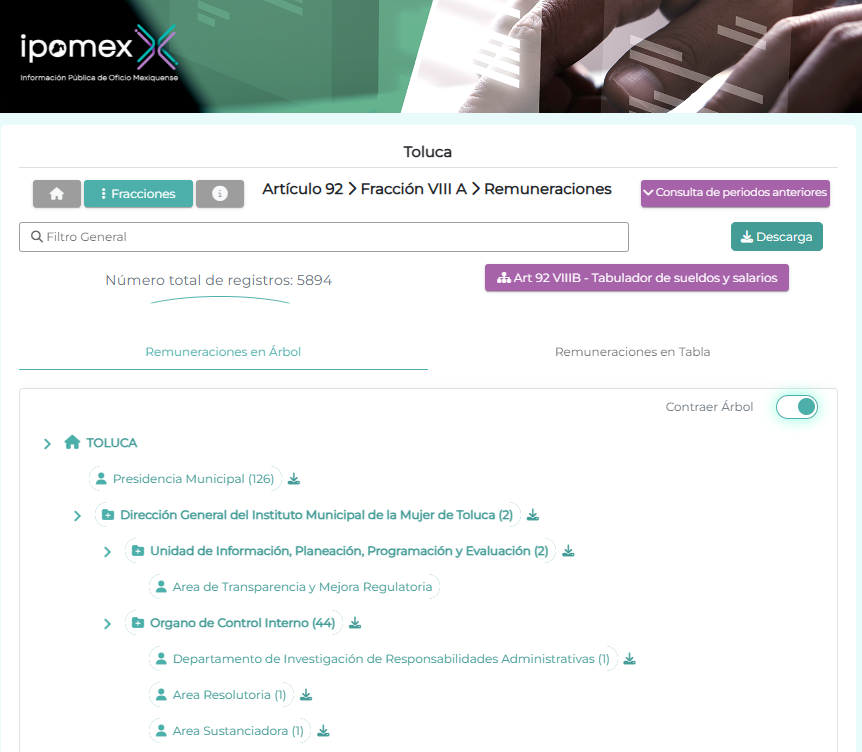 ipomex
Información Pública de Oficio Mexiquense
Toluca
Fracciones
Artículo 92 > Fracción VIII A > Remuneraciones
Consulta de periodos anteriores
Filtro General
Descarga
Número total de registros: 5894
Art 92 VIIIB - Tabulador de sueldos y salarios
Remuneraciones en Árbol
Remuneraciones en Tabla
Contraer Árbol
TOLUCA
Presidencia Municipal (126)
Dirección General del Instituto Municipal de la Mujer de Toluca (2)
Unidad de Información, Planeación, Programación y Evaluación (2)
Area de Transparencia y Mejora Regulatoria
Organo de Control Interno (44)
Departamento de Investigación de Responsabilidades Administrativas (1)
Area Resolutoria (1)
Area Sustanciadora (1)